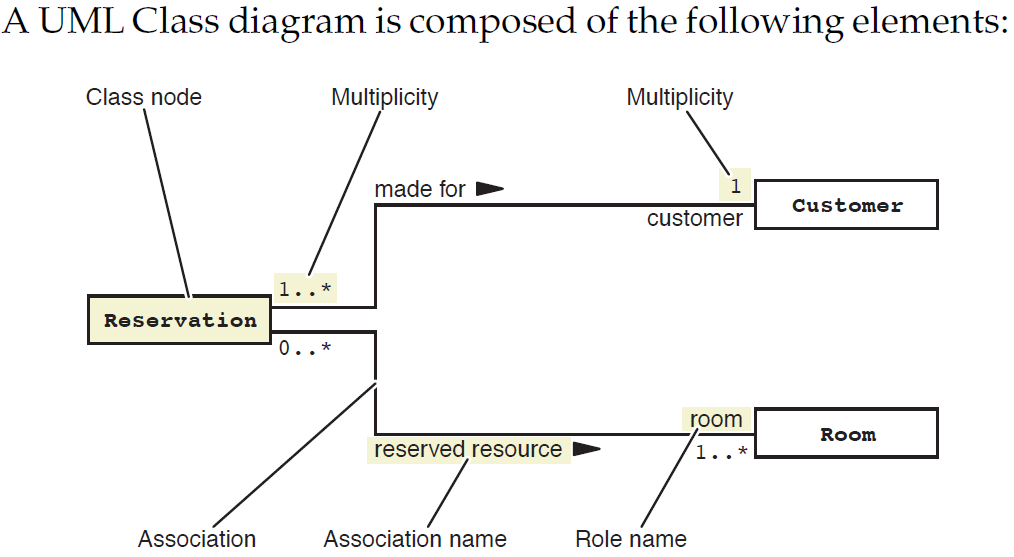 A UML Class diagram is composed of the following elements:
Class node
Multiplicity
Multiplicity
made for
1
Customer
customer
1..*
Reservation
0..*
room
Room
reserved resource
1..*
Association
Association name
Role name